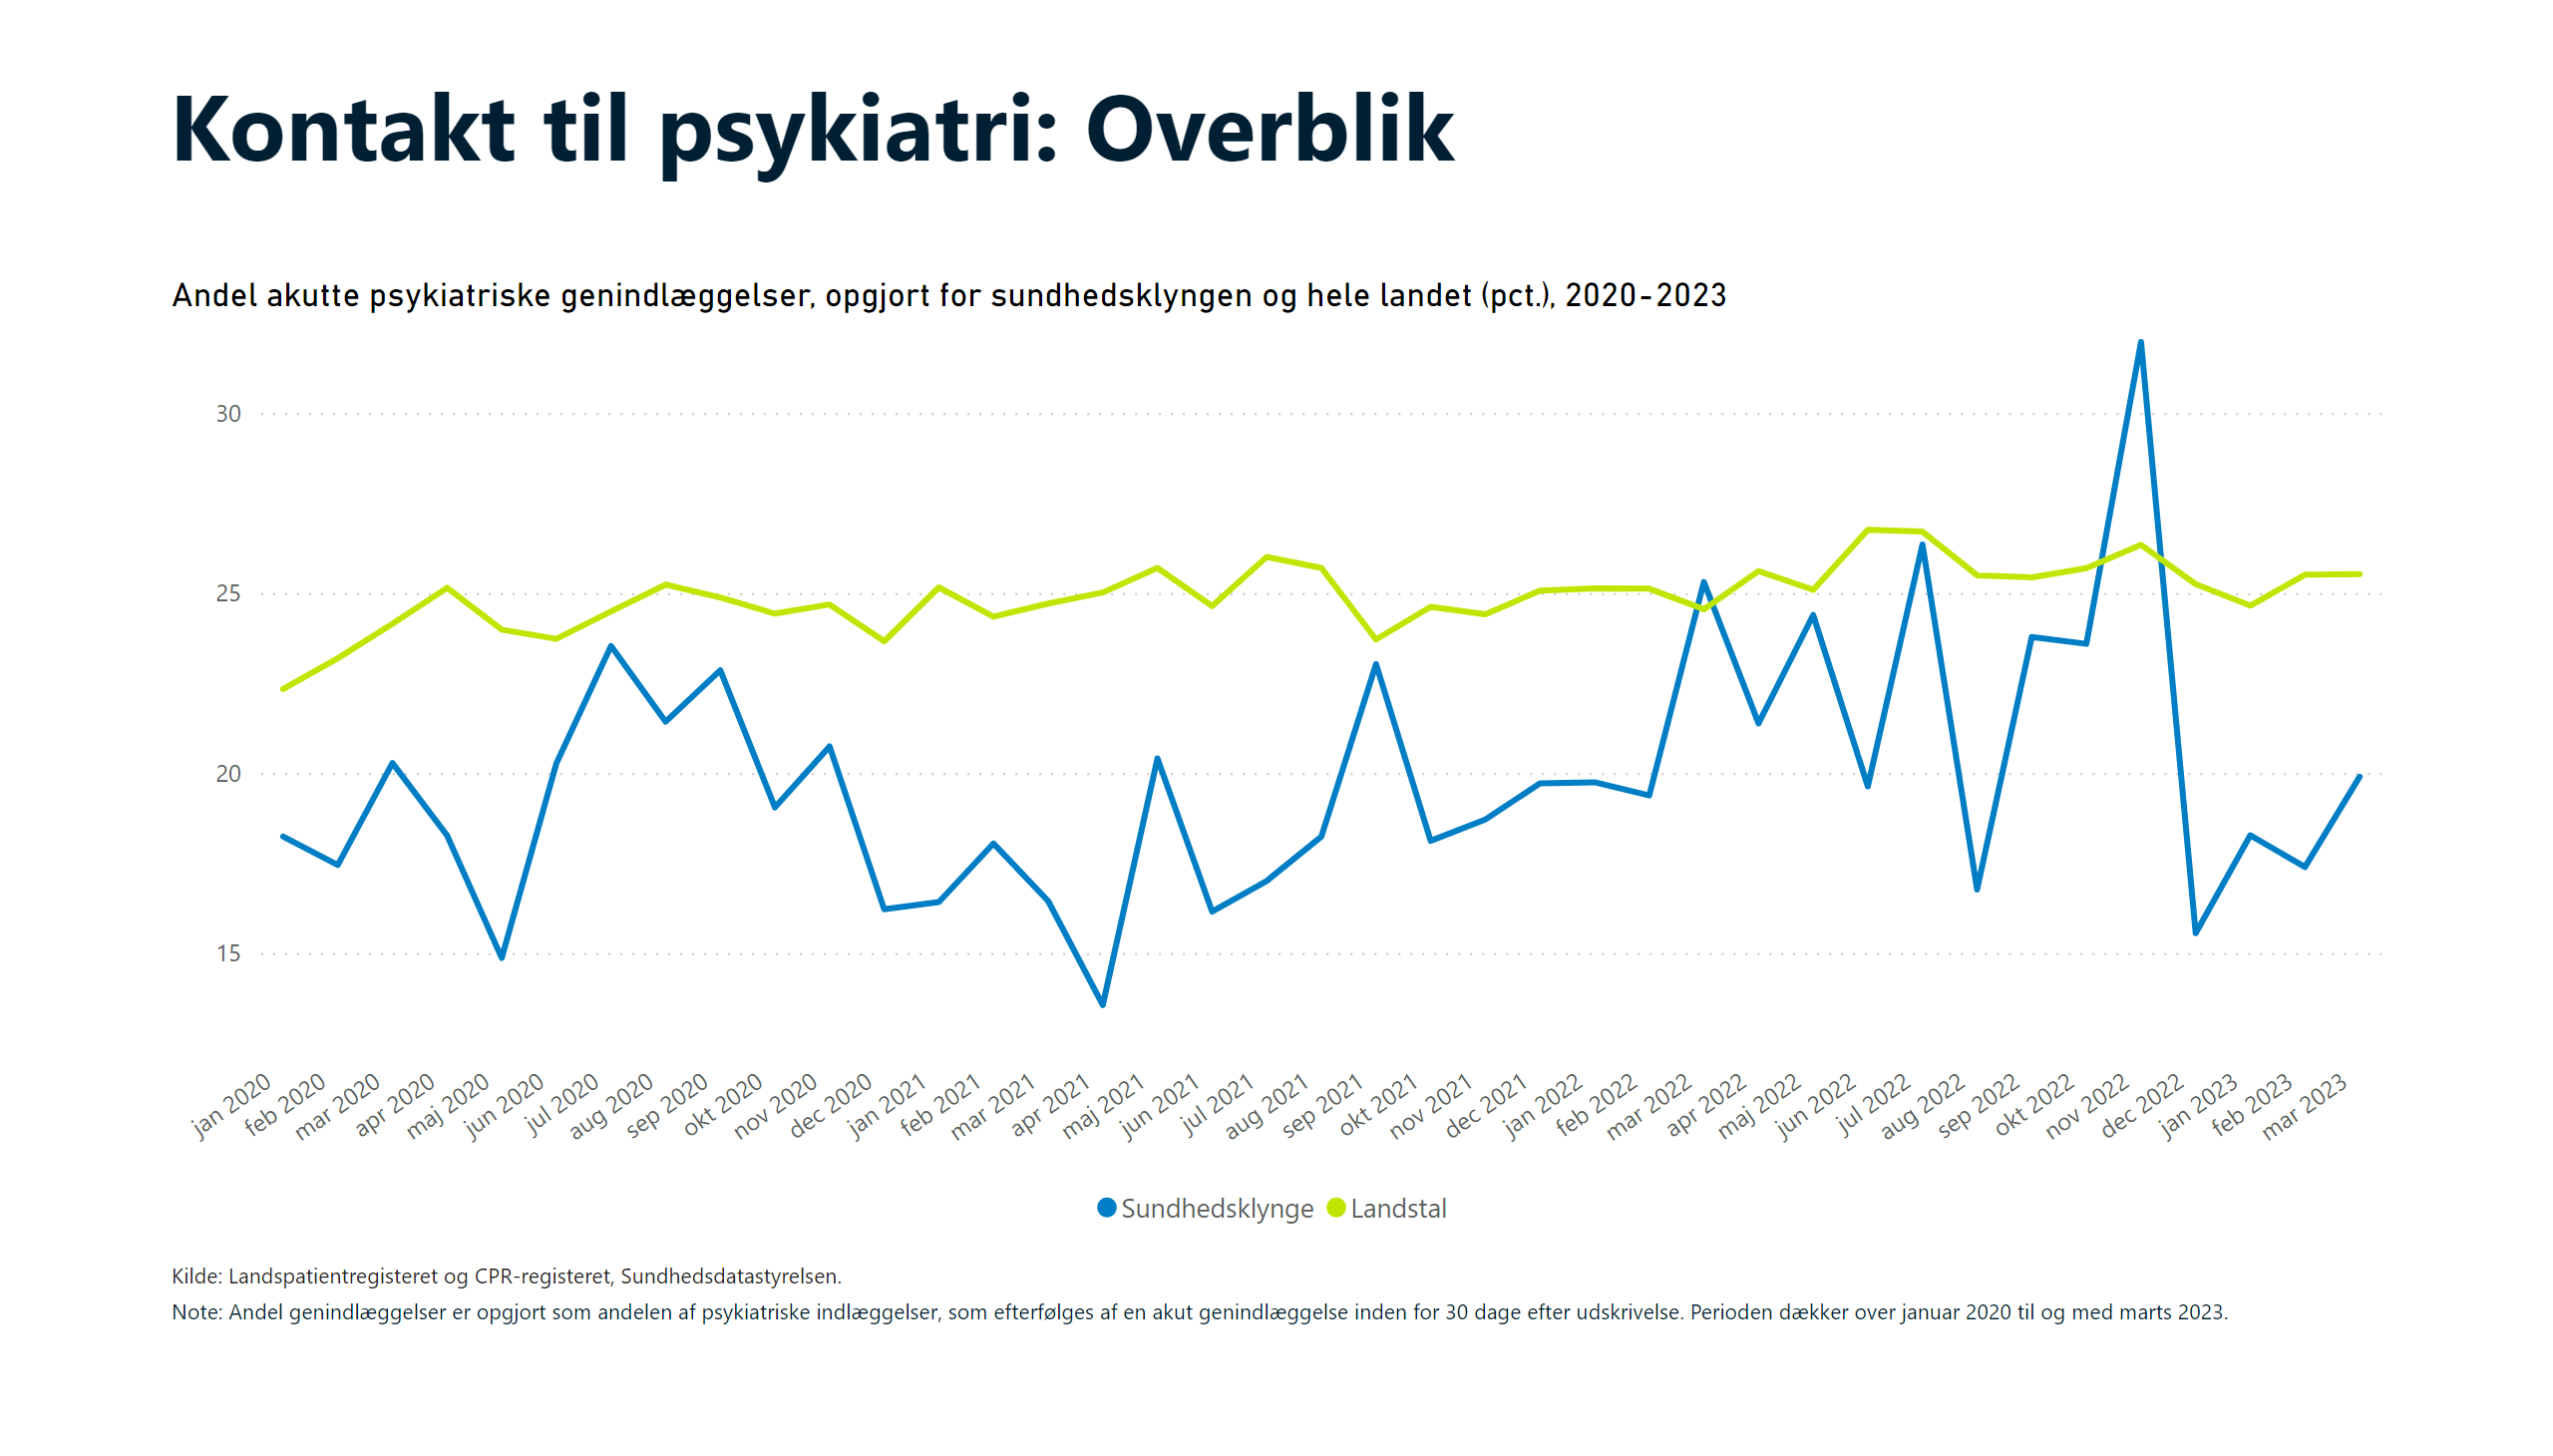 Kontakt til psykiatri: Overblik
Andel akutte psykiatriske genindlæggelser, opgjort for sundhedsklyngen og hele landet (pct.), 2020-2023
30
25
20
15
jan 2020
feb 2020
mar 2020
apr 2020
maj 2020
jun 2020
jul 2020
aug 2020
sep 2020
okt 2020
nov 2020
dec 2020
jan 2021
feb 2021
mar 2021
apr 2021
maj 2021
jun 2021
jul 2021
aug 2021
sep 2021
okt 2021
nov 2021
dec 2021
jan 2022
feb 2022
mar 2022
apr 2022
maj 2022
jun 2022
jul 2022
aug 2022
sep 2022
okt 2022
nov 2022
dec 2022
jan 2023
feb 2023
mar 2023
Sundhedsklynge Landstal
Kilde: Landspatientregisteret og CPR-registeret, Sundhedsdatastyrelsen.
Note: Andel genindlæggelser er opgjort som andelen af psykiatriske indlæggelser, som efterfølges af en akut genindlæggelse inden for 30 dage efter udskrivelse. Perioden dækker over januar 2020 til og med marts 2023.